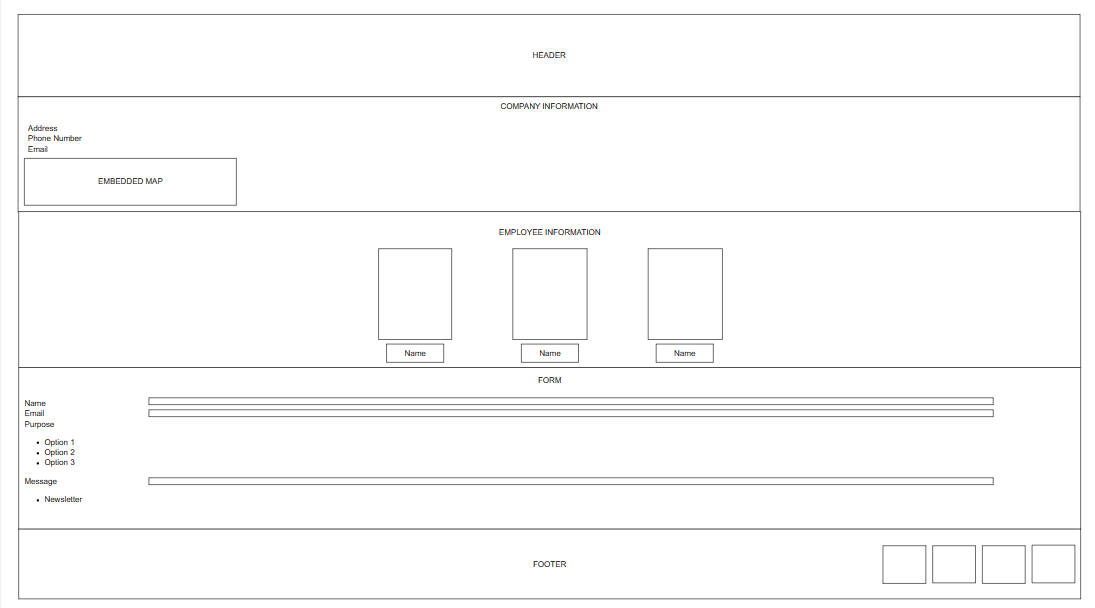 HEADER
COMPANY INFORMATION
Address
Phone Number
Email
EMBEDDED MAP
EMPLOYEE INFORMATION
Name
Name
Name
FORM
Name
Email
Purpose
• Option 1
• Option 2
• Option 3
Message
• Newsletter
FOOTER